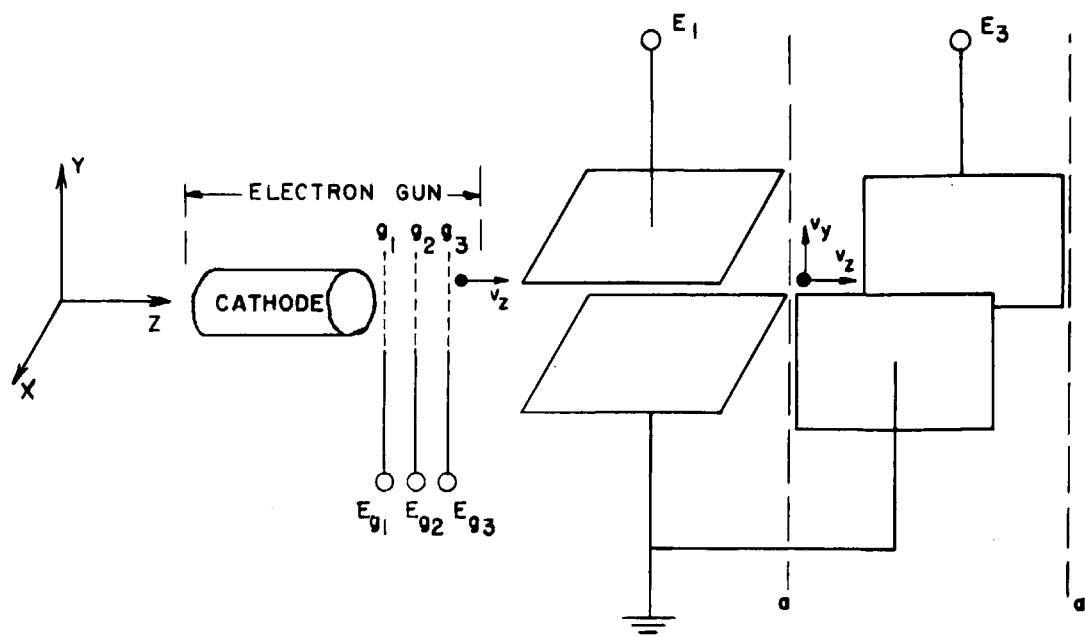 E1
E3
Y
ELECTRON GUN
g1 g2 g3
vy
vz
CATHODE
vz
Z
X
Eg1 Eg2 Eg3
a
a